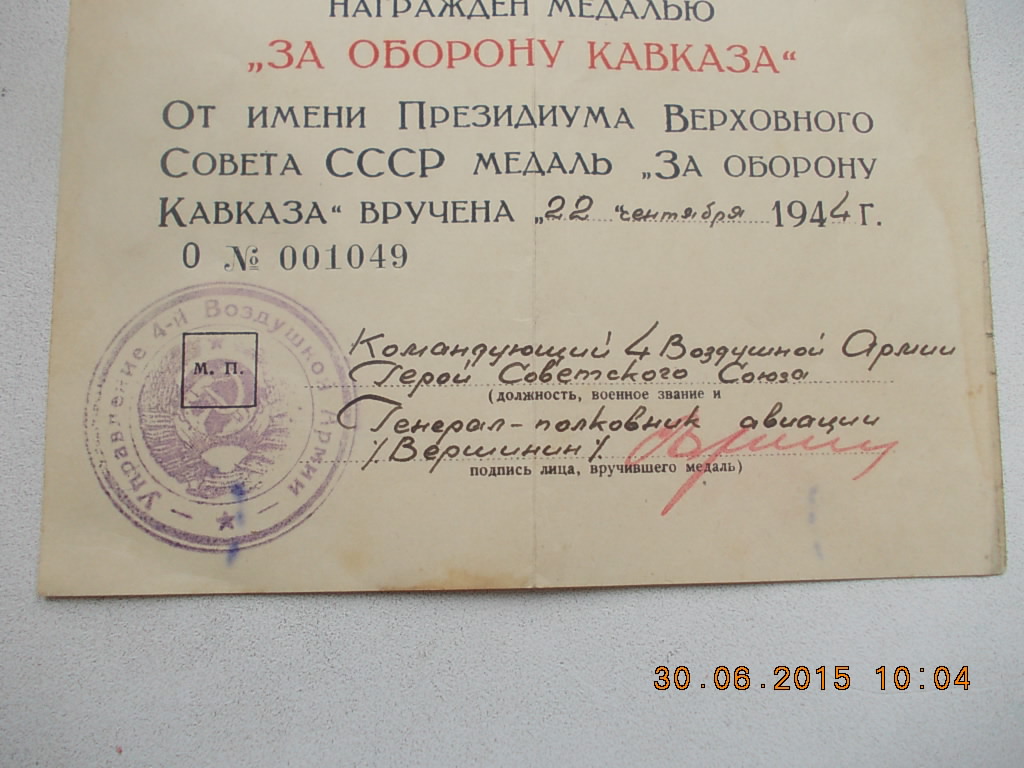 НАГРАЖДЕН МЕДАЛЬЮ
„ЗА ОБОРОНУ КАВКАЗА“
От имени Президиума Верховного
Совета СССР медаль „За оборону
Кавказа“ вручена „22“ сентября 1944 г.
О № 001049
Управление 4-й Воздушной Армии
М. П.
Командующий 4 Воздушной Армии
Герой Советского Союза
(должность, военное звание и
Генерал-полковник авиации
/Вершинин/
подпись лица, вручившего медаль)
30.06.2015 10:04